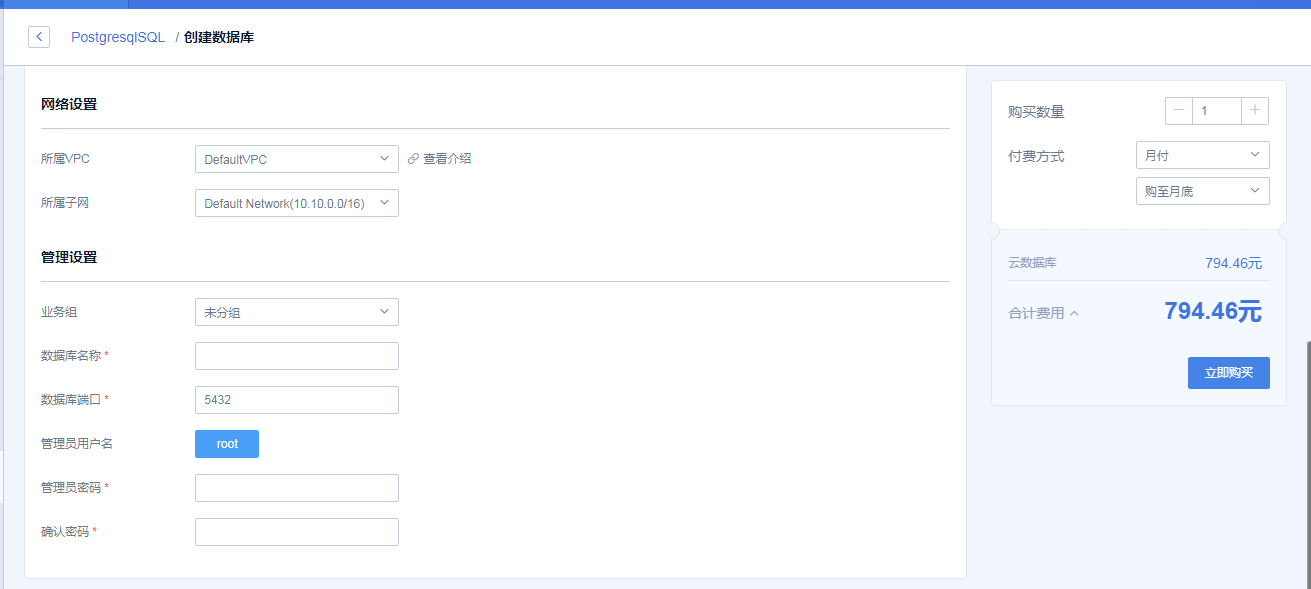 PostgresqlSQL / 创建数据库
网络设置
所属VPC DefaultVPC 查看介绍
所属子网 Default Network(10.10.0.0/16)
管理设置
业务组 未分组
数据库名称 *
数据库端口 * 5432
管理员用户名 root
管理员密码 *
确认密码 *
购买数量 1
付费方式 月付
购至月底
云数据库 794.46元
合计费用 794.46元
立即购买